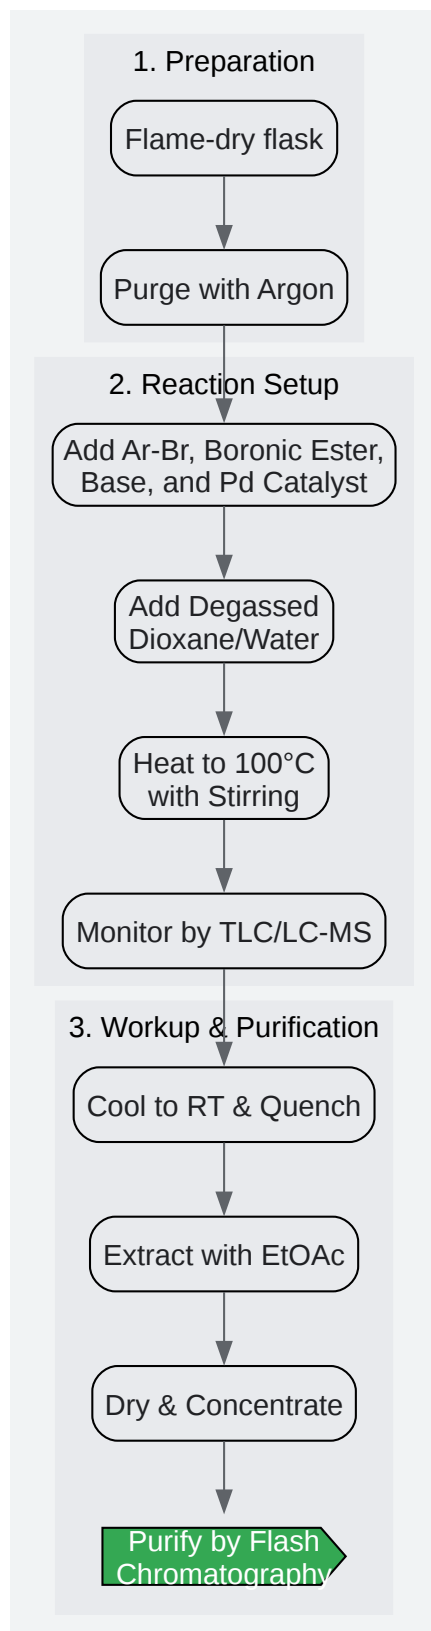 1. Preparation
Flame-dry flask
Purge with Argon
2. Reaction Setup
Add Ar-Br, Boronic Ester,
Base, and Pd Catalyst
Add Degassed
Dioxane/Water
Heat to 100°C
with Stirring
Monitor by TLC/LC-MS
3. Workup & Purification
Cool to RT & Quench
Extract with EtOAc
Dry & Concentrate
Purify by Flash
Chromatography